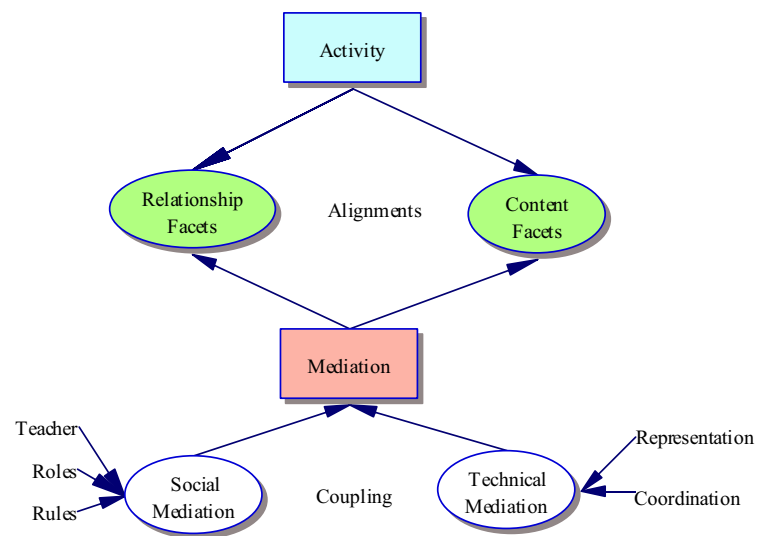 Activity
Relationship
Facets
Alignments
Content
Facets
Mediation
Teacher
Roles
Rules
Social
Mediation
Coupling
Technical
Mediation
Representation
Coordination